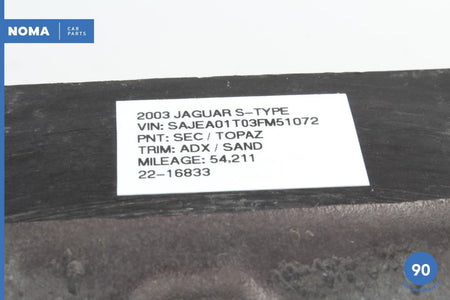 NOMA CAR PARTS
2003 JAGUAR S-TYPE
VIN: SAJEA01T03FM51072
PNT: SEC / TOPAZ
TRIM: ADX / SAND
MILEAGE: 54,211
22-16833
90